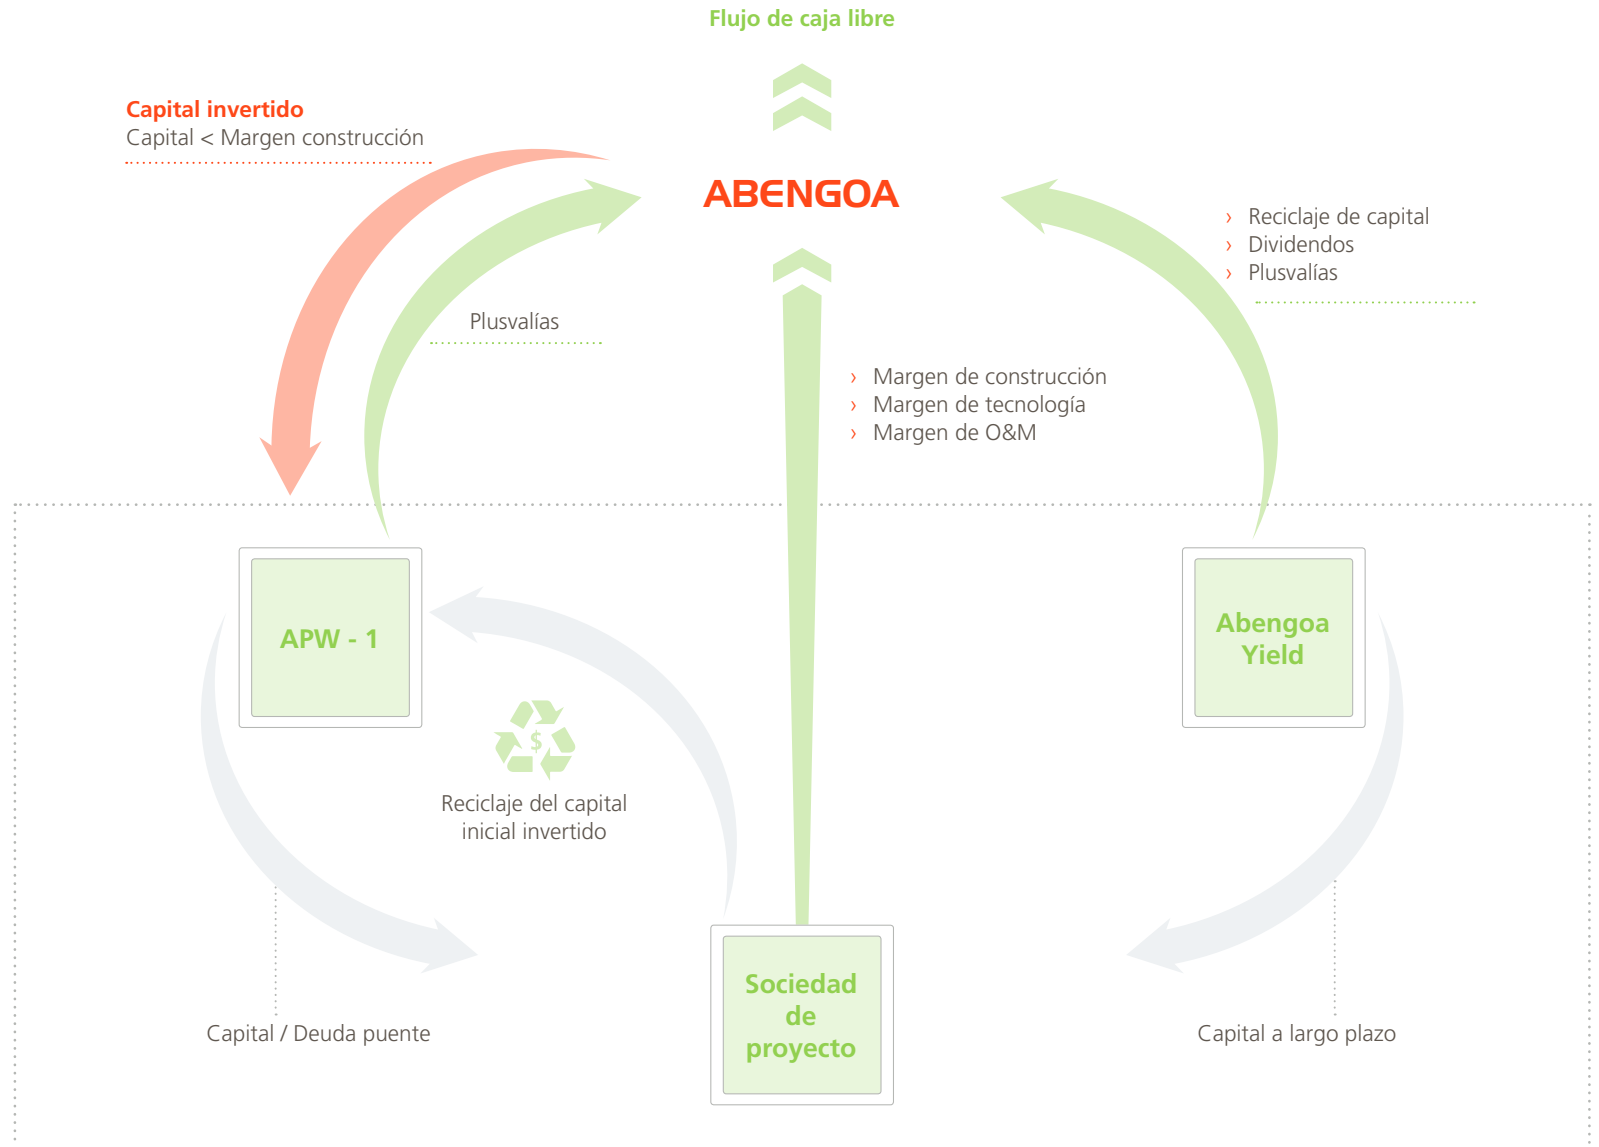 Flujo de caja libre
Capital invertido
Capital < Margen construcción
ABENGOA
› Reciclaje de capital
› Dividendos
› Plusvalías
Plusvalías
› Margen de construcción
› Margen de tecnología
› Margen de O&M
APW - 1
Abengoa
Yield
$
Reciclaje del capital
inicial invertido
Sociedad
de
proyecto
Capital / Deuda puente
Capital a largo plazo